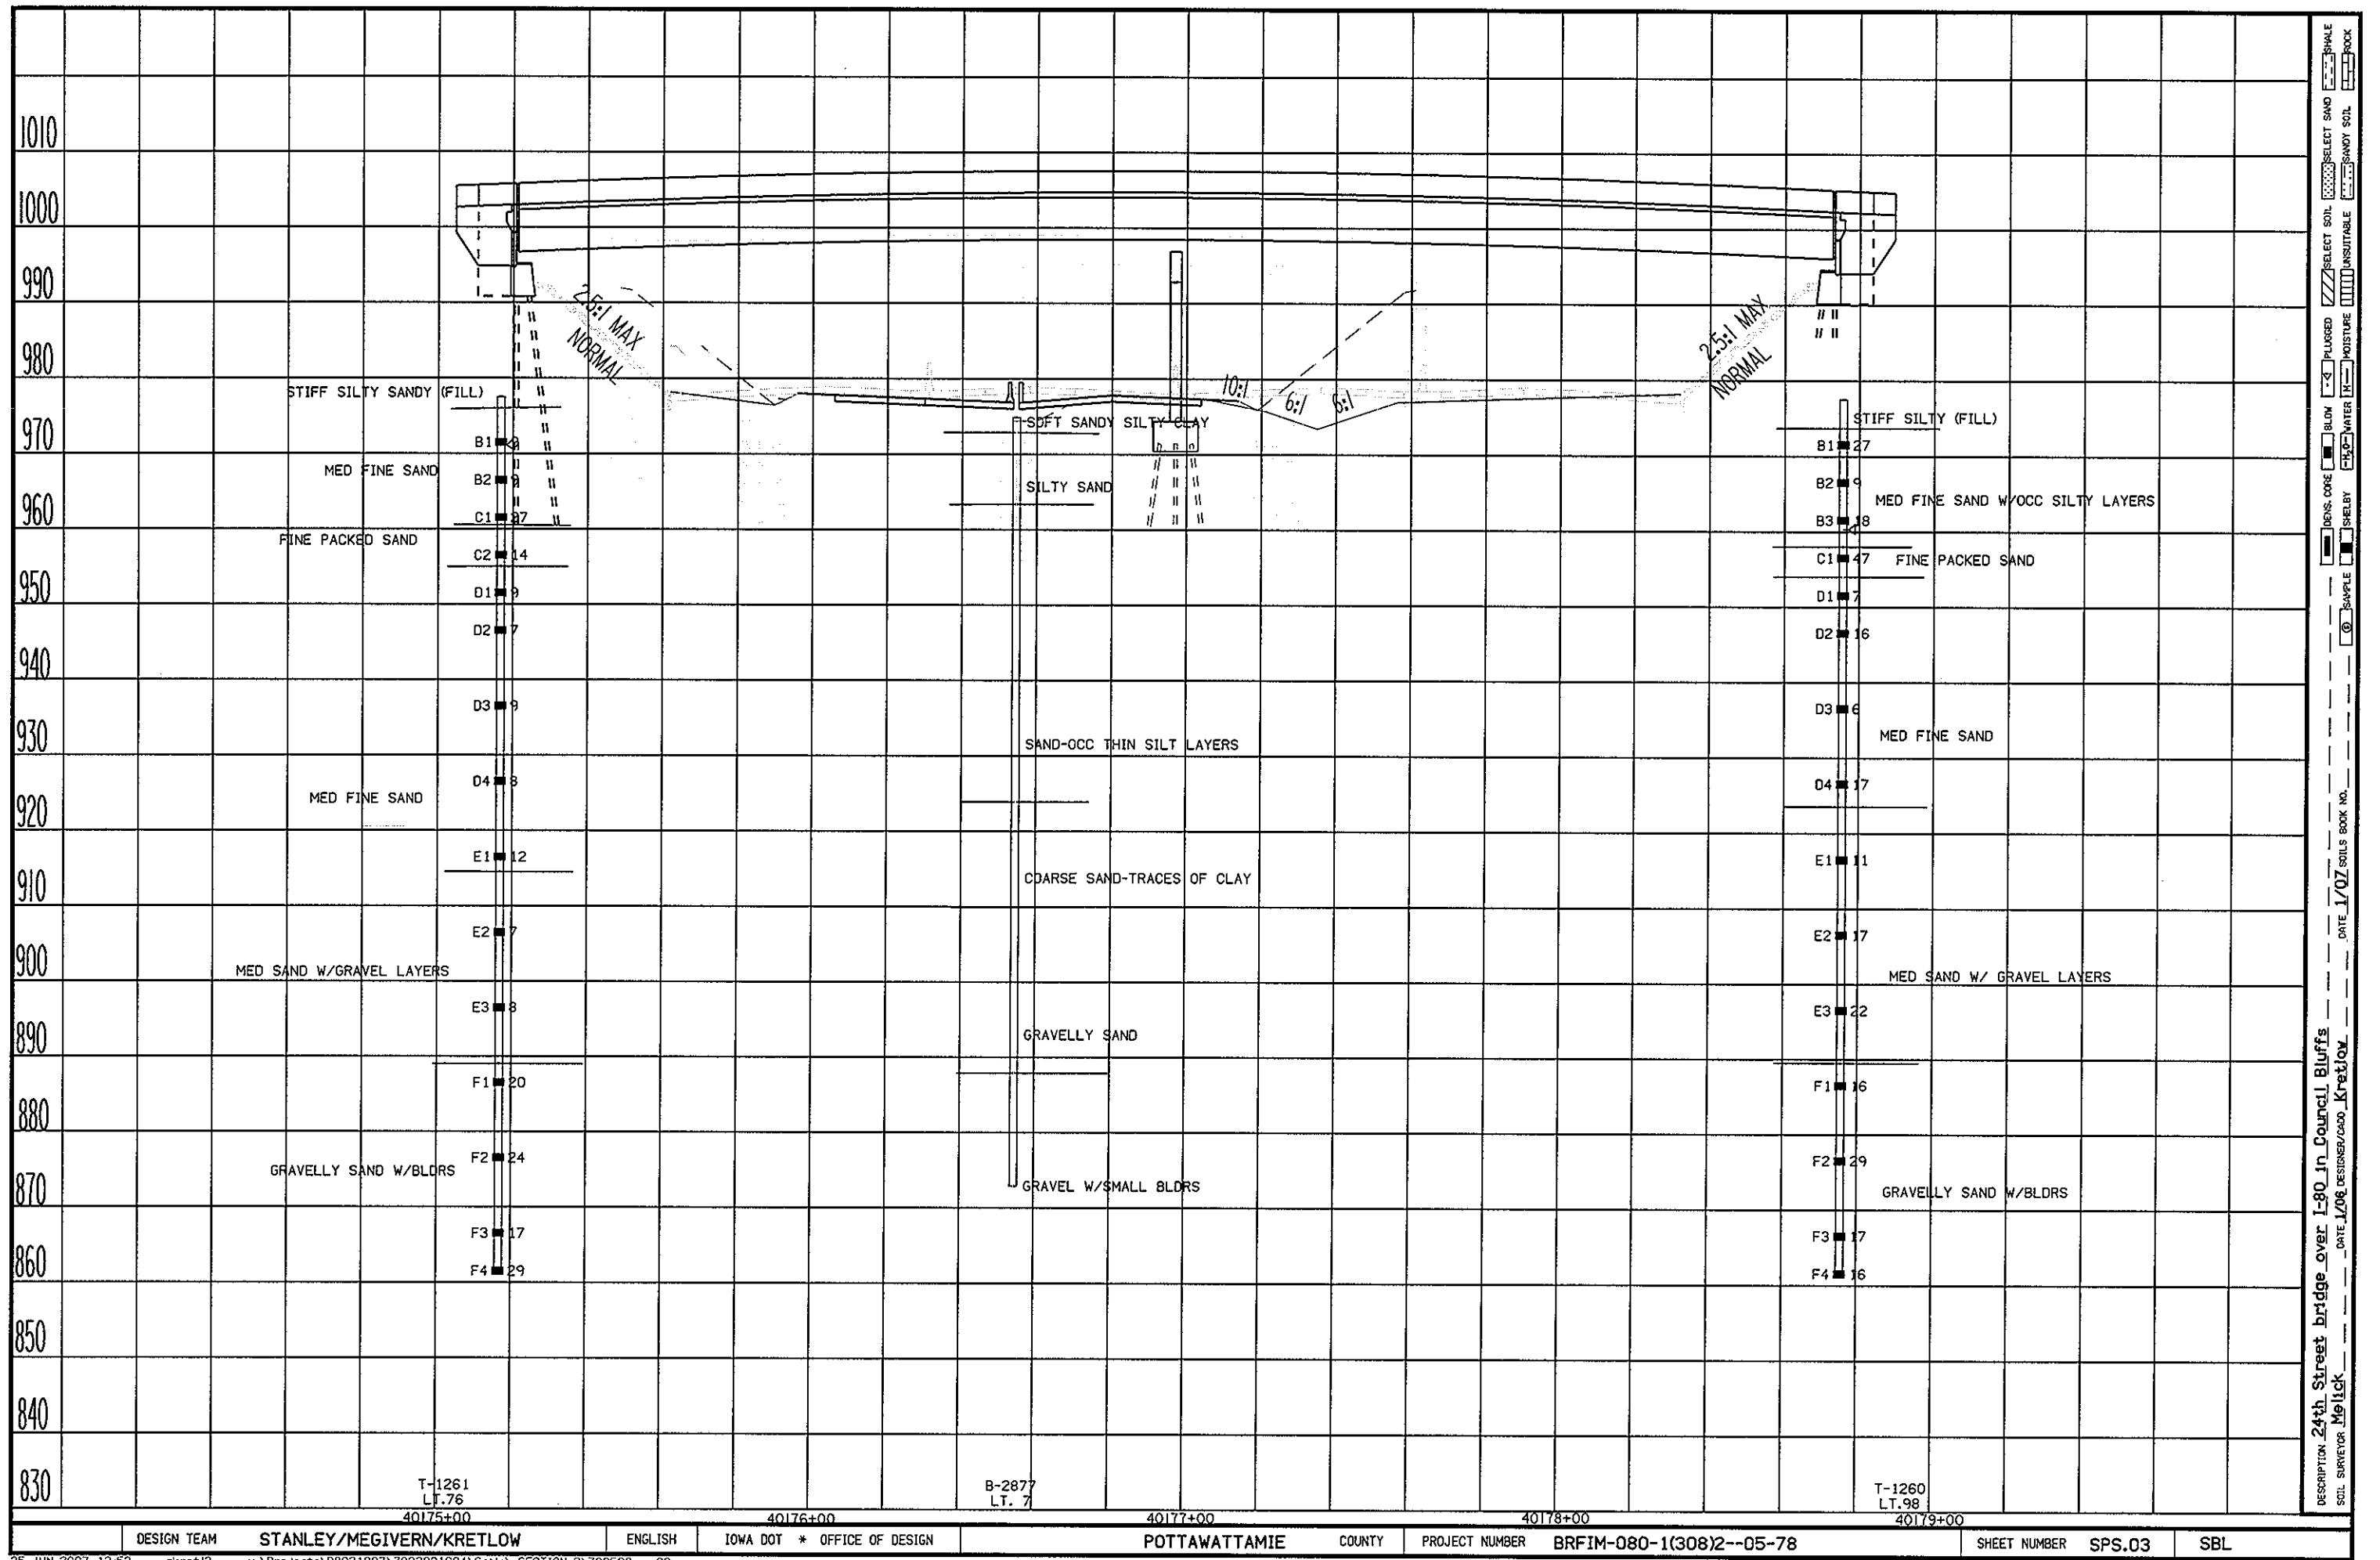 1010
1000
990
980
970
960
950
940
930
920
910
900
890
880
870
860
850
840
830
2.5:1 MAX
NORMAL
2.5:1 MAX
NORMAL
10:1
6:1
6:1
STIFF SILTY SANDY (FILL)
B1
MED FINE SAND
B2 9
C1 37
FINE PACKED SAND
C2 14
D1 9
D2 7
D3 9
D4 8
MED FINE SAND
E1 12
E2 7
MED SAND W/GRAVEL LAYERS
E3 8
F1 20
F2 24
GRAVELLY SAND W/BLDRS
F3 17
F4 29
T-1261
LT.76
SOFT SANDY SILTY CLAY
SILTY SAND
SAND-OCC THIN SILT LAYERS
COARSE SAND-TRACES OF CLAY
GRAVELLY SAND
GRAVEL W/SMALL BLDRS
B-2877
LT. 7
STIFF SILTY (FILL)
B1 27
B2 9
MED FINE SAND W/OCC SILTY LAYERS
B3 18
C1 47
FINE PACKED SAND
D1 7
D2 16
D3 6
MED FINE SAND
D4 17
E1 11
E2 17
MED SAND W/ GRAVEL LAYERS
E3 22
F1 16
F2 29
GRAVELLY SAND W/BLDRS
F3 17
F4 16
T-1260
LT.98
40175+00
40176+00
40177+00
40178+00
40179+00
DESIGN TEAM STANLEY/MEGIVERN/KRETLOW
ENGLISH
IOWA DOT * OFFICE OF DESIGN
POTTAWATTAMIE COUNTY
PROJECT NUMBER BRFIM-080-1(308)2--05-78
SHEET NUMBER SPS.03
SBL
DESCRIPTION 24th Street bridge over I-80 in Council Bluffs
DENS. CORE BLOW PLUGGED SELECT SOIL SELECT SAND SHALE
SOIL SURVEYOR Melick DATE 1/06 DESIGNER/CADD Kretlow DATE 1/07 SOILS BOOK NO.
SAMPLE SHELBY H2O WATER M MOISTURE UNSUITABLE SANDY SOIL ROCK